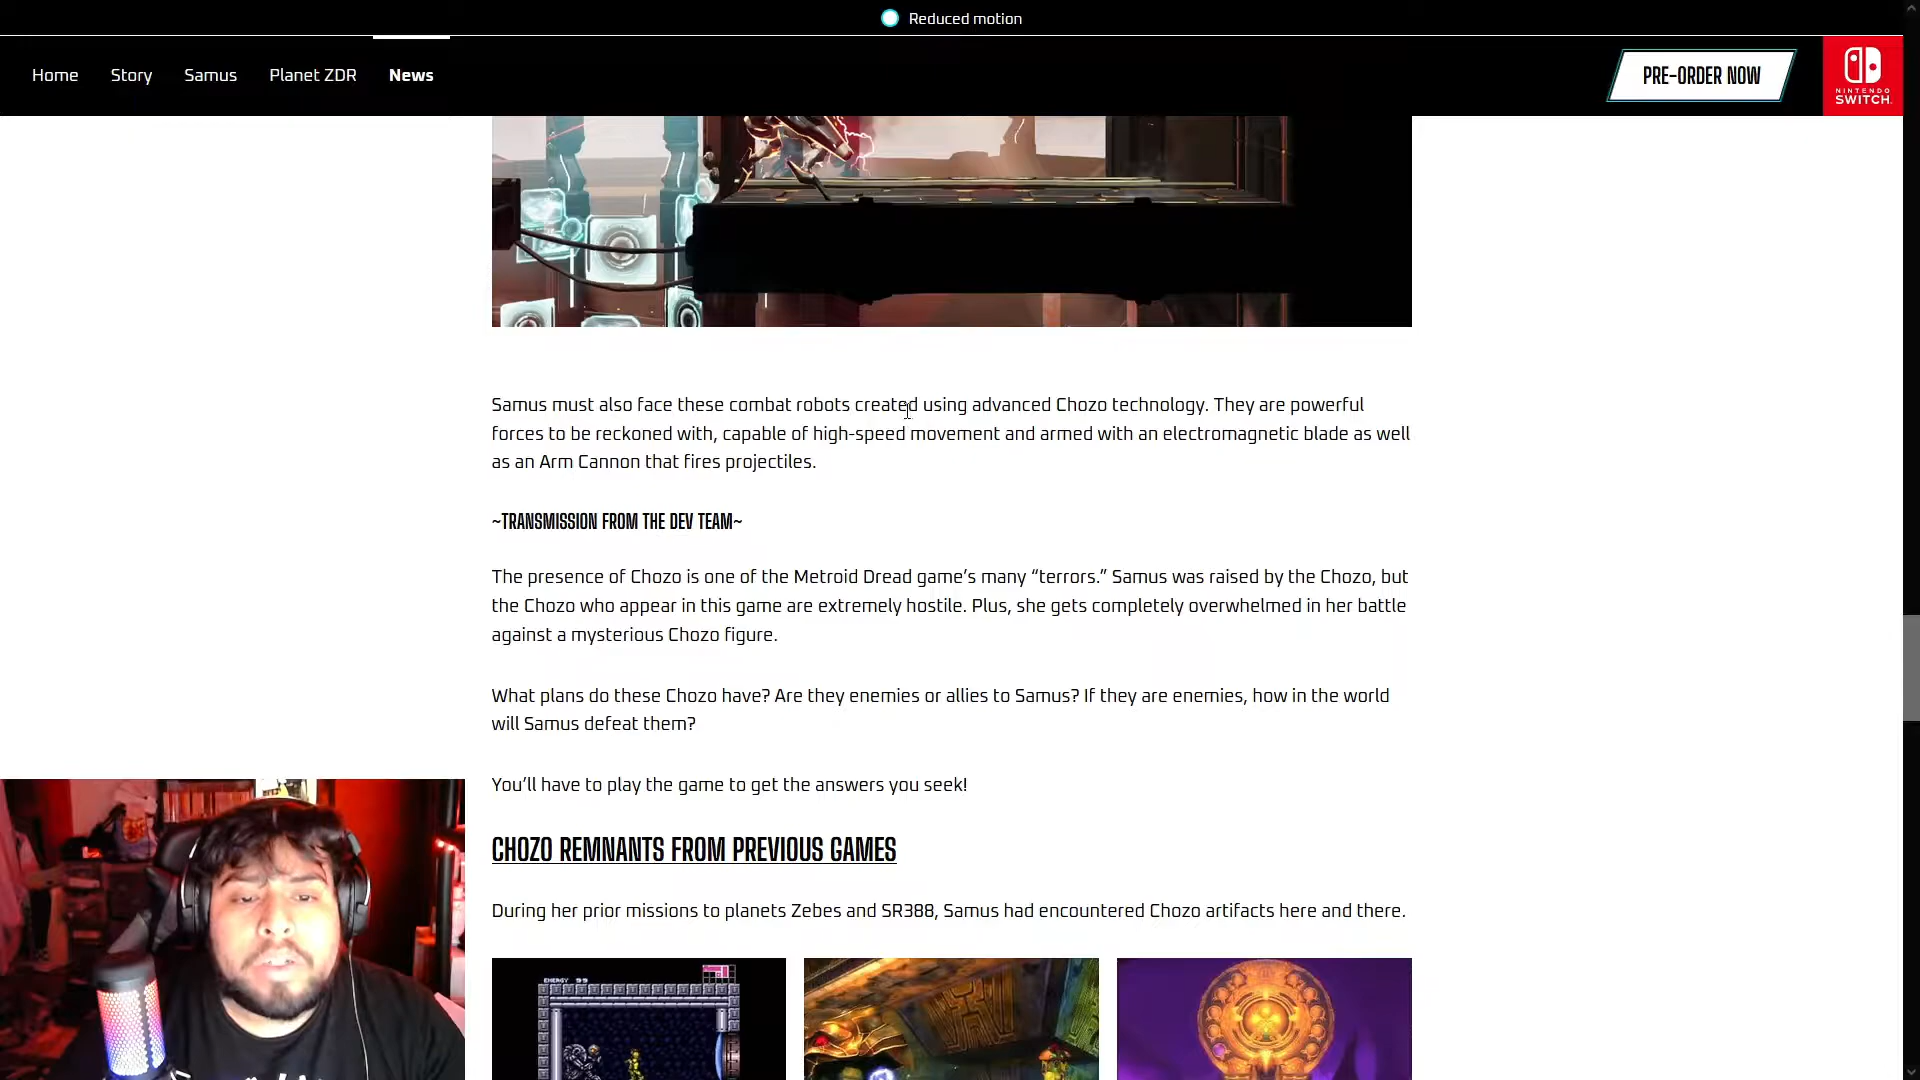 Reduced motion
Home
Story
Samus
Planet ZDR
News
PRE-ORDER NOW
NINTENDO
SWITCH.
Samus must also face these combat robots created using advanced Chozo technology. They are powerful
forces to be reckoned with, capable of high-speed movement and armed with an electromagnetic blade as well
as an Arm Cannon that fires projectiles.
~TRANSMISSION FROM THE DEV TEAM~
The presence of Chozo is one of the Metroid Dread game’s many “terrors.” Samus was raised by the Chozo, but
the Chozo who appear in this game are extremely hostile. Plus, she gets completely overwhelmed in her battle
against a mysterious Chozo figure.
What plans do these Chozo have? Are they enemies or allies to Samus? If they are enemies, how in the world
will Samus defeat them?
You’ll have to play the game to get the answers you seek!
CHOZO REMNANTS FROM PREVIOUS GAMES
During her prior missions to planets Zebes and SR388, Samus had encountered Chozo artifacts here and there.
ENERGY 99